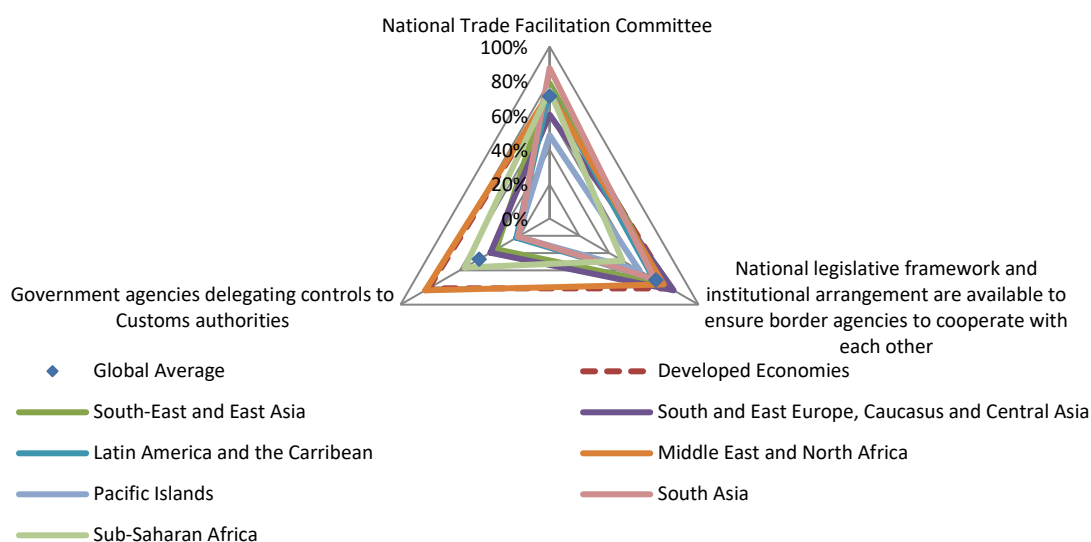 National Trade Facilitation Committee
100%
80%
60%
40%
20%
0%
Government agencies delegating controls to
Customs authorities
National legislative framework and
institutional arrangement are available to
ensure border agencies to cooperate with
each other
Global Average
Developed Economies
South-East and East Asia
South and East Europe, Caucasus and Central Asia
Latin America and the Carribean
Middle East and North Africa
Pacific Islands
South Asia
Sub-Saharan Africa